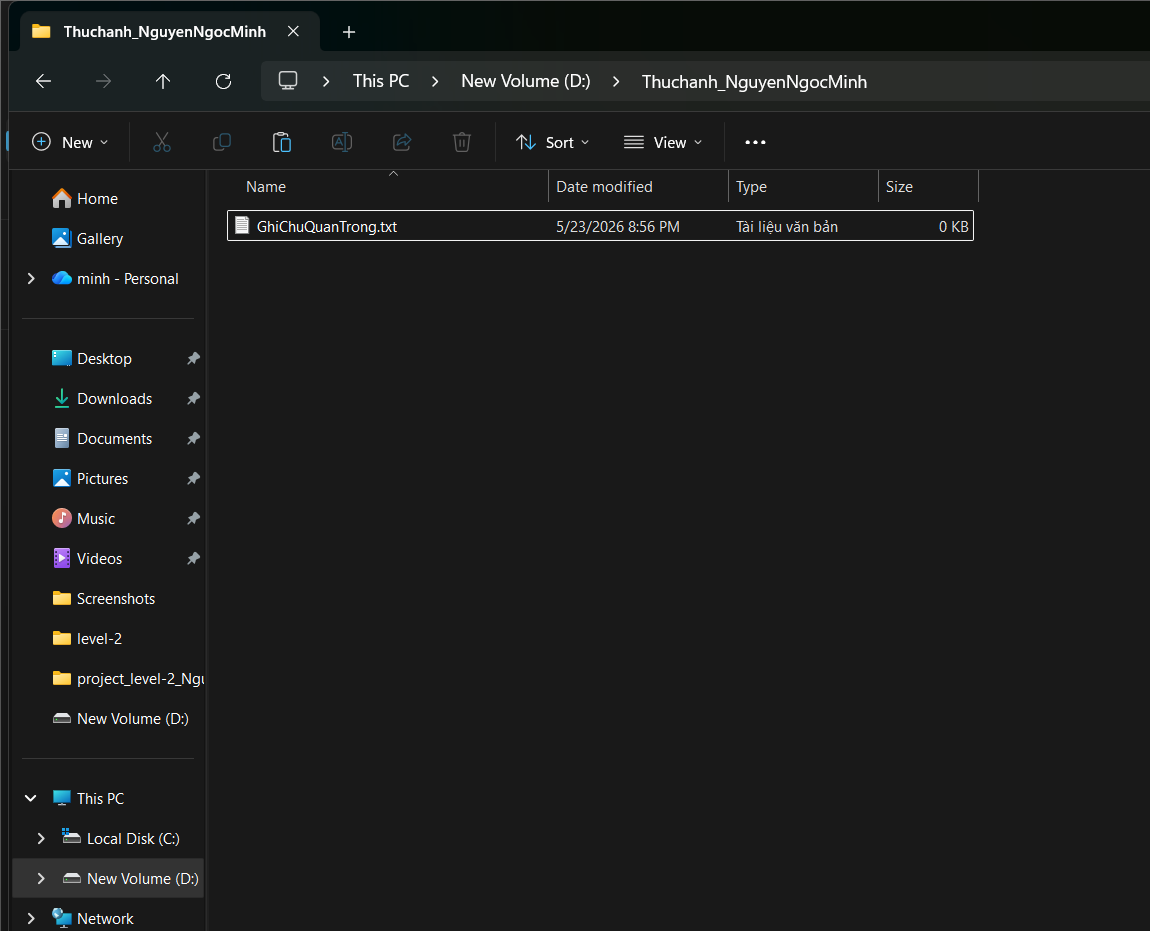 Thuchanh_NguyenNgocMinh
This PC New Volume (D:) Thuchanh_NguyenNgocMinh
New Sort View
Name Date modified Type Size
GhiChuQuanTrong.txt 5/23/2026 8:56 PM Tài liệu văn bản 0 KB
Home
Gallery
minh - Personal
Desktop
Downloads
Documents
Pictures
Music
Videos
Screenshots
level-2
project_level-2_Ngu
New Volume (D:)
This PC
Local Disk (C:)
New Volume (D:)
Network